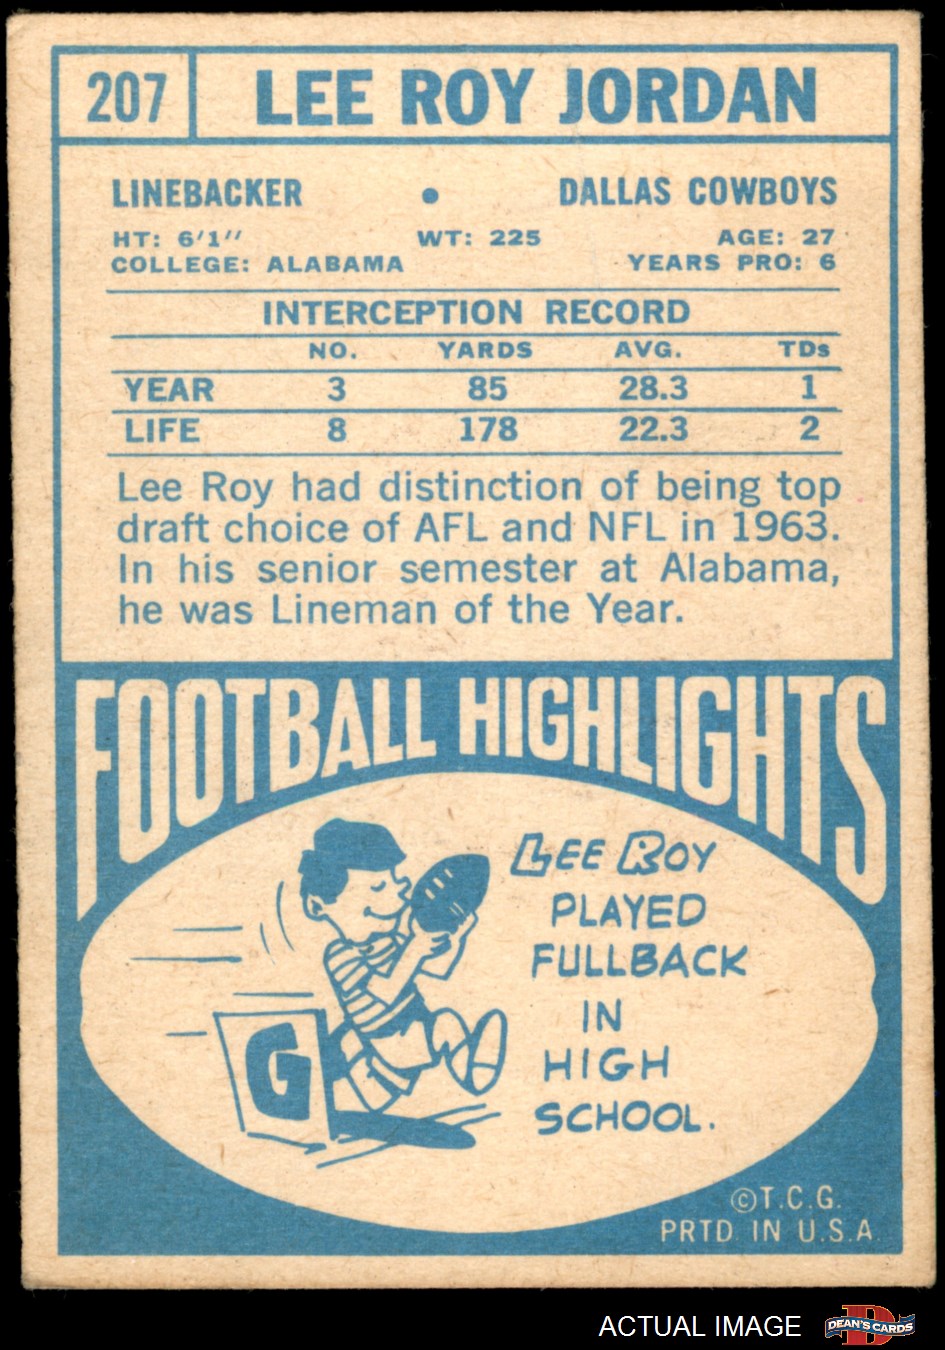 207 LEE ROY JORDAN
LINEBACKER • DALLAS COWBOYS
HT: 6'1" WT: 225 AGE: 27
COLLEGE: ALABAMA YEARS PRO: 6
INTERCEPTION RECORD
NO. YARDS AVG. TDs
YEAR 3 85 28.3 1
LIFE 8 178 22.3 2
Lee Roy had distinction of being top
draft choice of AFL and NFL in 1963.
In his senior semester at Alabama,
he was Lineman of the Year.
FOOTBALL HIGHLIGHTS
LEE ROY
PLAYED
FULLBACK
IN
HIGH
SCHOOL.
G
©T.C.G.
PRTD. IN U.S.A.
ACTUAL IMAGE DEAN'S CARDS